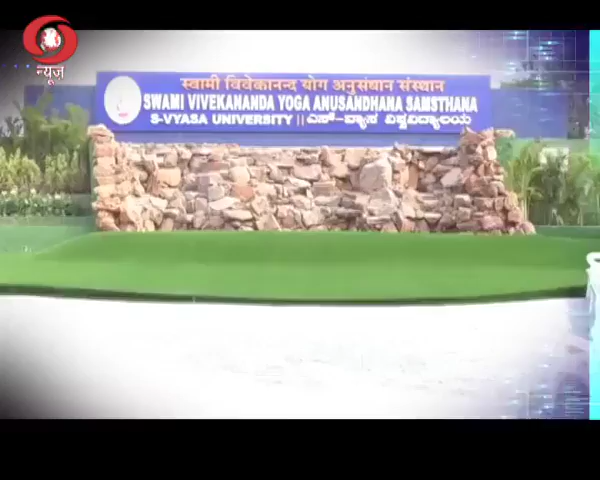 न्यूज़
स्वामी विवेकानन्द योग अनुसंधान संस्थान
SWAMI VIVEKANANDA YOGA ANUSANDHANA SAMSTHANA
S-VYASA UNIVERSITY || ಎಸ್-ವ್ಯಾಸ ವಿಶ್ವವಿದ್ಯಾಲಯ